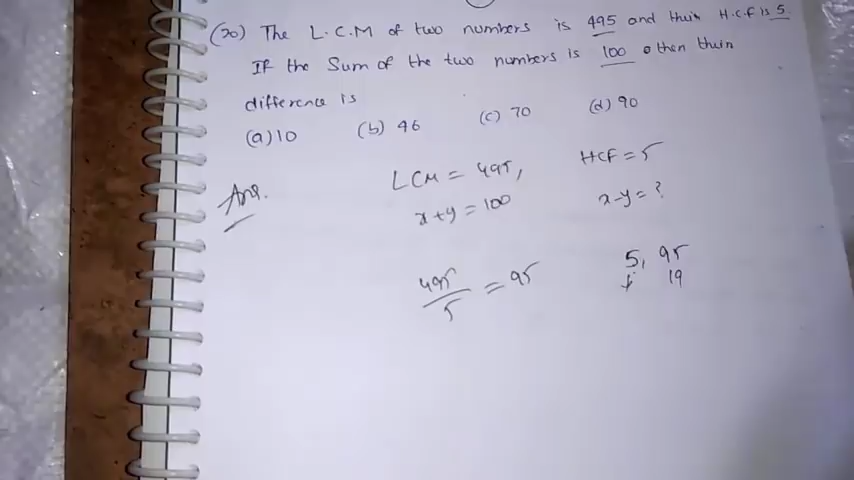 (20) The L.C.M of two numbers is 495 and their H.C.F is 5.
If the Sum of the two numbers is 100 then their
difference is
(a) 10 (b) 46 (c) 70 (d) 90
Ans. LCM = 495, HCF = 5
x+y = 100 x-y = ?
495/5 = 95 5, 95
19